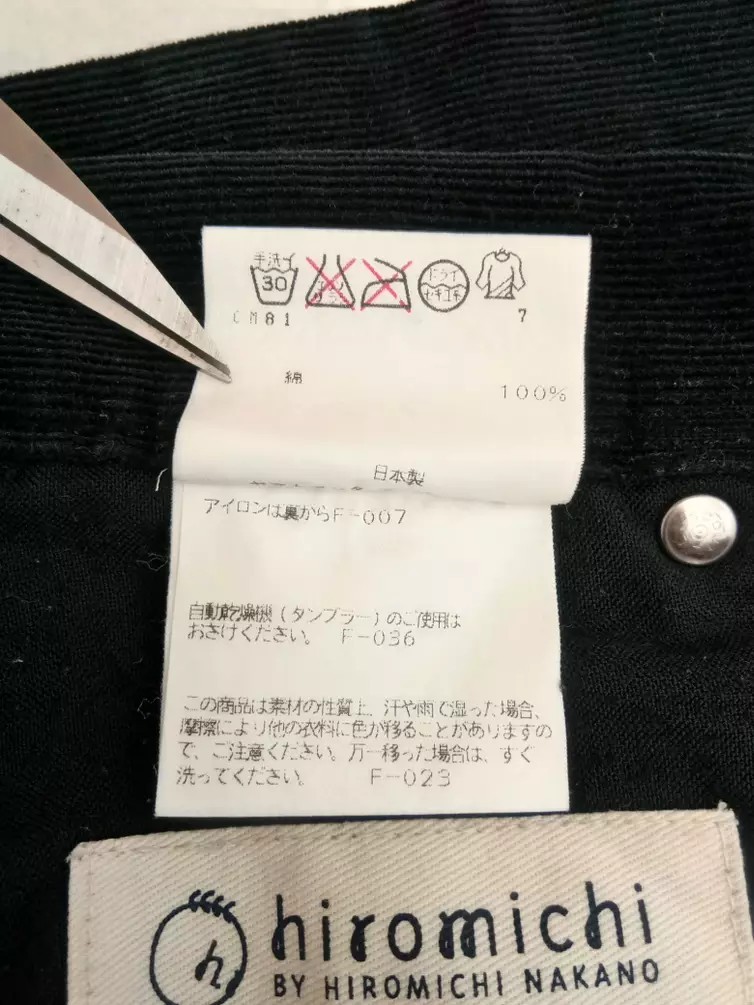 手洗イ
30
ドライ
セキユ系
CM81
7
綿
100%
日本製
アイロンは裏からF-007
自動乾燥機(タンブラー)のご使用は
おさけください。 F-036
この商品は素材の性質上、汗や雨で湿った場合、
摩擦により他の衣料に色が移ることがありますの
で、ご注意ください。万一移った場合は、すぐ
洗ってください。 F-023
h
hiromichi
BY HIROMICHI NAKANO